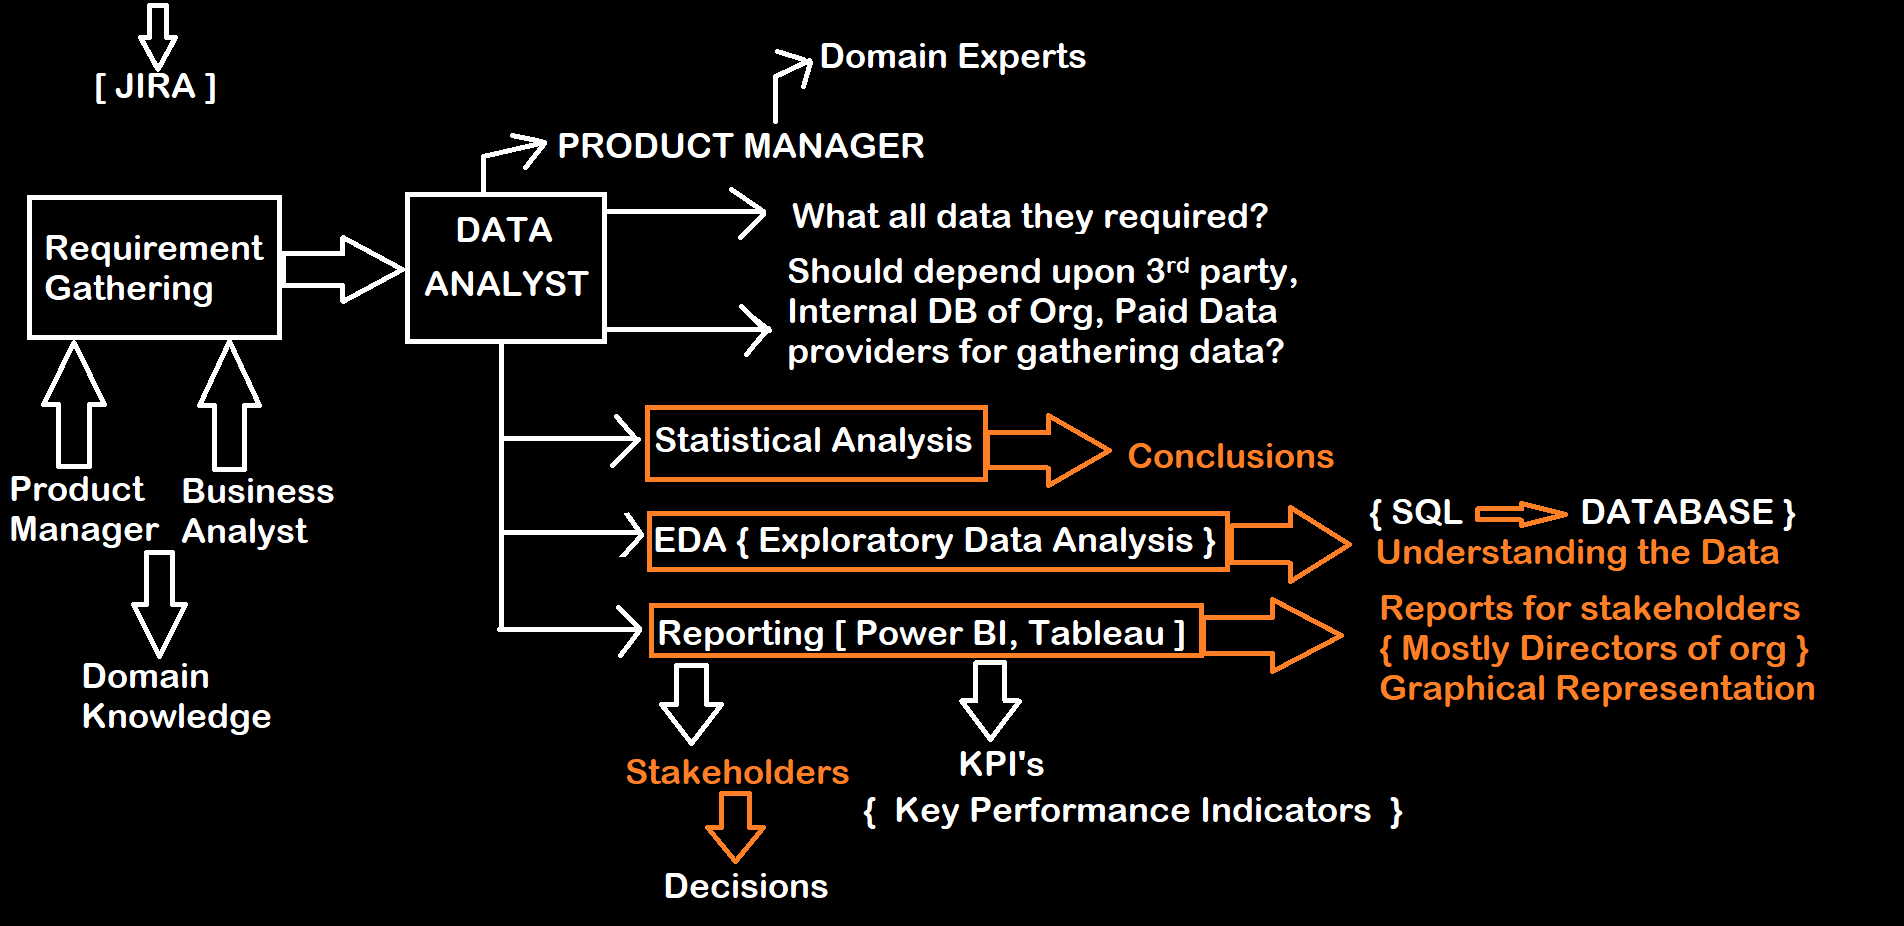 [ JIRA ]
Domain Experts
PRODUCT MANAGER
Requirement
Gathering
DATA
ANALYST
What all data they required?
Should depend upon 3rd party,
Internal DB of Org, Paid Data
providers for gathering data?
Statistical Analysis
Conclusions
Product
Manager
Business
Analyst
EDA { Exploratory Data Analysis }
{ SQL DATABASE }
Understanding the Data
Reporting [ Power BI, Tableau ]
Reports for stakeholders
{ Mostly Directors of org }
Graphical Representation
Domain
Knowledge
Stakeholders
KPI's
{ Key Performance Indicators }
Decisions